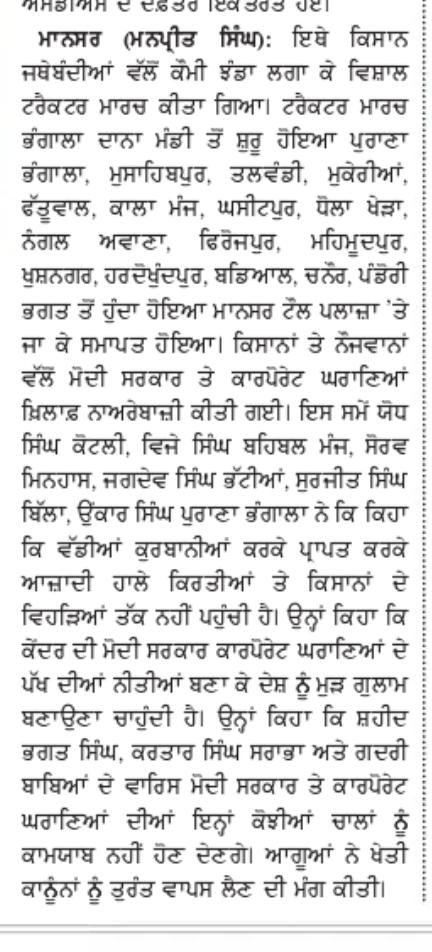 ਐਸਡੀਐਮਸ ਦੇ ਦਫ਼ਤਰ ਇਕੱਤਰਤ ਹੋਏ।
ਮਾਨਸਰ (ਮਨਪ੍ਰੀਤ ਸਿੰਘ): ਇਥੇ ਕਿਸਾਨ
ਜਥੇਬੰਦੀਆਂ ਵੱਲੋਂ ਕੌਮੀ ਝੰਡਾ ਲਗਾ ਕੇ ਵਿਸ਼ਾਲ
ਟਰੈਕਟਰ ਮਾਰਚ ਕੀਤਾ ਗਿਆ। ਟਰੈਕਟਰ ਮਾਰਚ
ਭੰਗਾਲਾ ਦਾਨਾ ਮੰਡੀ ਤੋਂ ਸ਼ੁਰੂ ਹੋਇਆ ਪੁਰਾਣਾ
ਭੰਗਾਲਾ, ਮੁਸਾਹਿਬਪੁਰ, ਤਲਵੰਡੀ, ਮੁਕੇਰੀਆਂ,
ਫੱਤੂਵਾਲ, ਕਾਲਾ ਮੰਜ, ਘਸੀਟਪੁਰ, ਧੋਲਾ ਖੇੜਾ,
ਨੰਗਲ ਅਵਾਣਾ, ਫਿਰੋਜਪੁਰ, ਮਹਿਮੂਦਪੁਰ,
ਖੁਸ਼ਨਗਰ, ਹਰਦੋਖੁੰਦਪੁਰ, ਬਡਿਆਲ, ਚਨੌਰ, ਪੰਡੋਰੀ
ਭਗਤ ਤੋਂ ਹੁੰਦਾ ਹੋਇਆ ਮਾਨਸਰ ਟੌਲ ਪਲਾਜ਼ਾ 'ਤੇ
ਜਾ ਕੇ ਸਮਾਪਤ ਹੋਇਆ। ਕਿਸਾਨਾਂ ਤੇ ਨੌਜਵਾਨਾਂ
ਵੱਲੋਂ ਮੋਦੀ ਸਰਕਾਰ ਤੇ ਕਾਰਪੋਰੇਟ ਘਰਾਣਿਆਂ
ਖ਼ਿਲਾਫ਼ ਨਾਅਰੇਬਾਜ਼ੀ ਕੀਤੀ ਗਈ। ਇਸ ਸਮੇਂ ਯੋਧ
ਸਿੰਘ ਕੋਟਲੀ, ਵਿਜੇ ਸਿੰਘ ਬਹਿਬਲ ਮੰਜ, ਸੋਰਵ
ਮਿਨਹਾਸ, ਜਗਦੇਵ ਸਿੰਘ ਭੱਟੀਆਂ, ਸੁਰਜੀਤ ਸਿੰਘ
ਬਿੱਲਾ, ਉਂਕਾਰ ਸਿੰਘ ਪੁਰਾਣਾ ਭੰਗਾਲਾ ਨੇ ਕਿ ਕਿਹਾ
ਕਿ ਵੱਡੀਆਂ ਕੁਰਬਾਨੀਆਂ ਕਰਕੇ ਪ੍ਰਾਪਤ ਕਰਕੇ
ਆਜ਼ਾਦੀ ਹਾਲੇ ਕਿਰਤੀਆਂ ਤੇ ਕਿਸਾਨਾਂ ਦੇ
ਵਿਹੜਿਆਂ ਤੱਕ ਨਹੀਂ ਪਹੁੰਚੀ ਹੈ। ਉਨ੍ਹਾਂ ਕਿਹਾ ਕਿ
ਕੇਂਦਰ ਦੀ ਮੋਦੀ ਸਰਕਾਰ ਕਾਰਪੋਰੇਟ ਘਰਾਣਿਆਂ ਦੇ
ਪੱਖ ਦੀਆਂ ਨੀਤੀਆਂ ਬਣਾ ਕੇ ਦੇਸ਼ ਨੂੰ ਮੁੜ ਗੁਲਾਮ
ਬਣਾਉਣਾ ਚਾਹੁੰਦੀ ਹੈ। ਉਨ੍ਹਾਂ ਕਿਹਾ ਕਿ ਸ਼ਹੀਦ
ਭਗਤ ਸਿੰਘ, ਕਰਤਾਰ ਸਿੰਘ ਸਰਾਭਾ ਅਤੇ ਗਦਰੀ
ਬਾਬਿਆਂ ਦੇ ਵਾਰਿਸ ਮੋਦੀ ਸਰਕਾਰ ਤੇ ਕਾਰਪੋਰੇਟ
ਘਰਾਣਿਆਂ ਦੀਆਂ ਇਨ੍ਹਾਂ ਕੋਝੀਆਂ ਚਾਲਾਂ ਨੂੰ
ਕਾਮਯਾਬ ਨਹੀਂ ਹੋਣ ਦੇਣਗੇ। ਆਗੂਆਂ ਨੇ ਖੇਤੀ
ਕਾਨੂੰਨਾਂ ਨੂੰ ਤੁਰੰਤ ਵਾਪਸ ਲੈਣ ਦੀ ਮੰਗ ਕੀਤੀ।